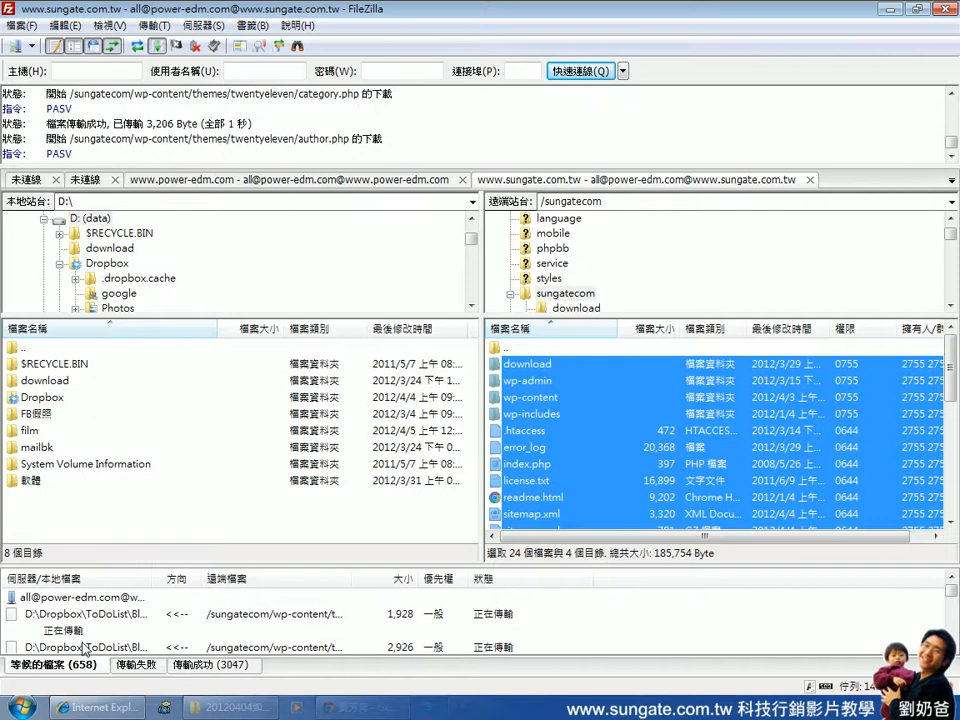 www.sungate.com.tw - all@power-edm.com@www.sungate.com.tw - FileZilla
檔案(F) 編輯(E) 檢視(V) 傳輸(T) 伺服器(S) 書籤(B) 說明(H)
主機(H): 使用者名稱(U): 密碼(W): 連接埠(P): 快速連線(Q)
狀態: 開始 /sungatecom/wp-content/themes/twentyeleven/category.php 的下載
指令: PASV
狀態: 檔案傳輸成功, 已傳輸 3,206 Byte (全部 1 秒)
狀態: 開始 /sungatecom/wp-content/themes/twentyeleven/author.php 的下載
指令: PASV
未連線 未連線 www.power-edm.com - all@power-edm.com@www.power-edm.com www.sungate.com.tw - all@power-edm.com@www.sungate.com.tw
本地站台: D:\
D: (data)
$RECYCLE.BIN
download
Dropbox
.dropbox.cache
google
Photos
遠端站台: /sungatecom
language
mobile
phpbb
service
styles
sungatecom
download
檔案名稱 檔案大小 檔案類別 最後修改時間
..
$RECYCLE.BIN 檔案資料夾 2011/5/7 上午 08:...
download 檔案資料夾 2012/3/24 下午 1...
Dropbox 檔案資料夾 2012/4/4 上午 09:...
FB假照 檔案資料夾 2012/3/4 上午 09:...
film 檔案資料夾 2012/4/5 上午 12:...
mailbk 檔案資料夾 2012/3/24 下午 0...
System Volume Information 檔案資料夾 2011/5/7 上午 08:...
軟體 檔案資料夾 2012/3/31 上午 0...
8 個目錄
檔案名稱 檔案大小 檔案類別 最後修改時間 權限 擁有人/群
..
download 檔案資料夾 2012/3/29 上... 0755 2755 275
wp-admin 檔案資料夾 2012/3/15 下... 0755 2755 275
wp-content 檔案資料夾 2012/4/3 上午... 0755 2755 275
wp-includes 檔案資料夾 2012/1/4 上午... 0755 2755 275
.htaccess 472 HTACCES... 2012/3/14 下... 0644 2755 275
error_log 20,368 檔案 2012/4/4 上午... 0644 2755 275
index.php 397 PHP 檔案 2008/5/26 上... 0644 2755 275
license.txt 16,899 文字文件 2011/6/9 上午... 0644 2755 275
readme.html 9,202 Chrome H... 2012/1/4 上午... 0644 2755 275
sitemap.xml 3,320 XML Docu... 2012/4/4 上午... 0644 2755 275
選取 24 個檔案與 4 個目錄. 總共大小: 185,754 Byte
伺服器/本地檔案 方向 遠端檔案 大小 優先權 狀態
all@power-edm.com@w...
D:\Dropbox\ToDoList\Bl... <<-- /sungatecom/wp-content/t... 1,928 一般 正在傳輸
正在傳輸
D:\Dropbox\ToDoList\Bl... <<-- /sungatecom/wp-content/t... 2,926 一般 正在傳輸
等候的檔案 (658) 傳輸失敗 傳輸成功 (3047)
Internet Expl... 20120404如...
www.sungate.com.tw 科技行銷影片教學 劉奶爸